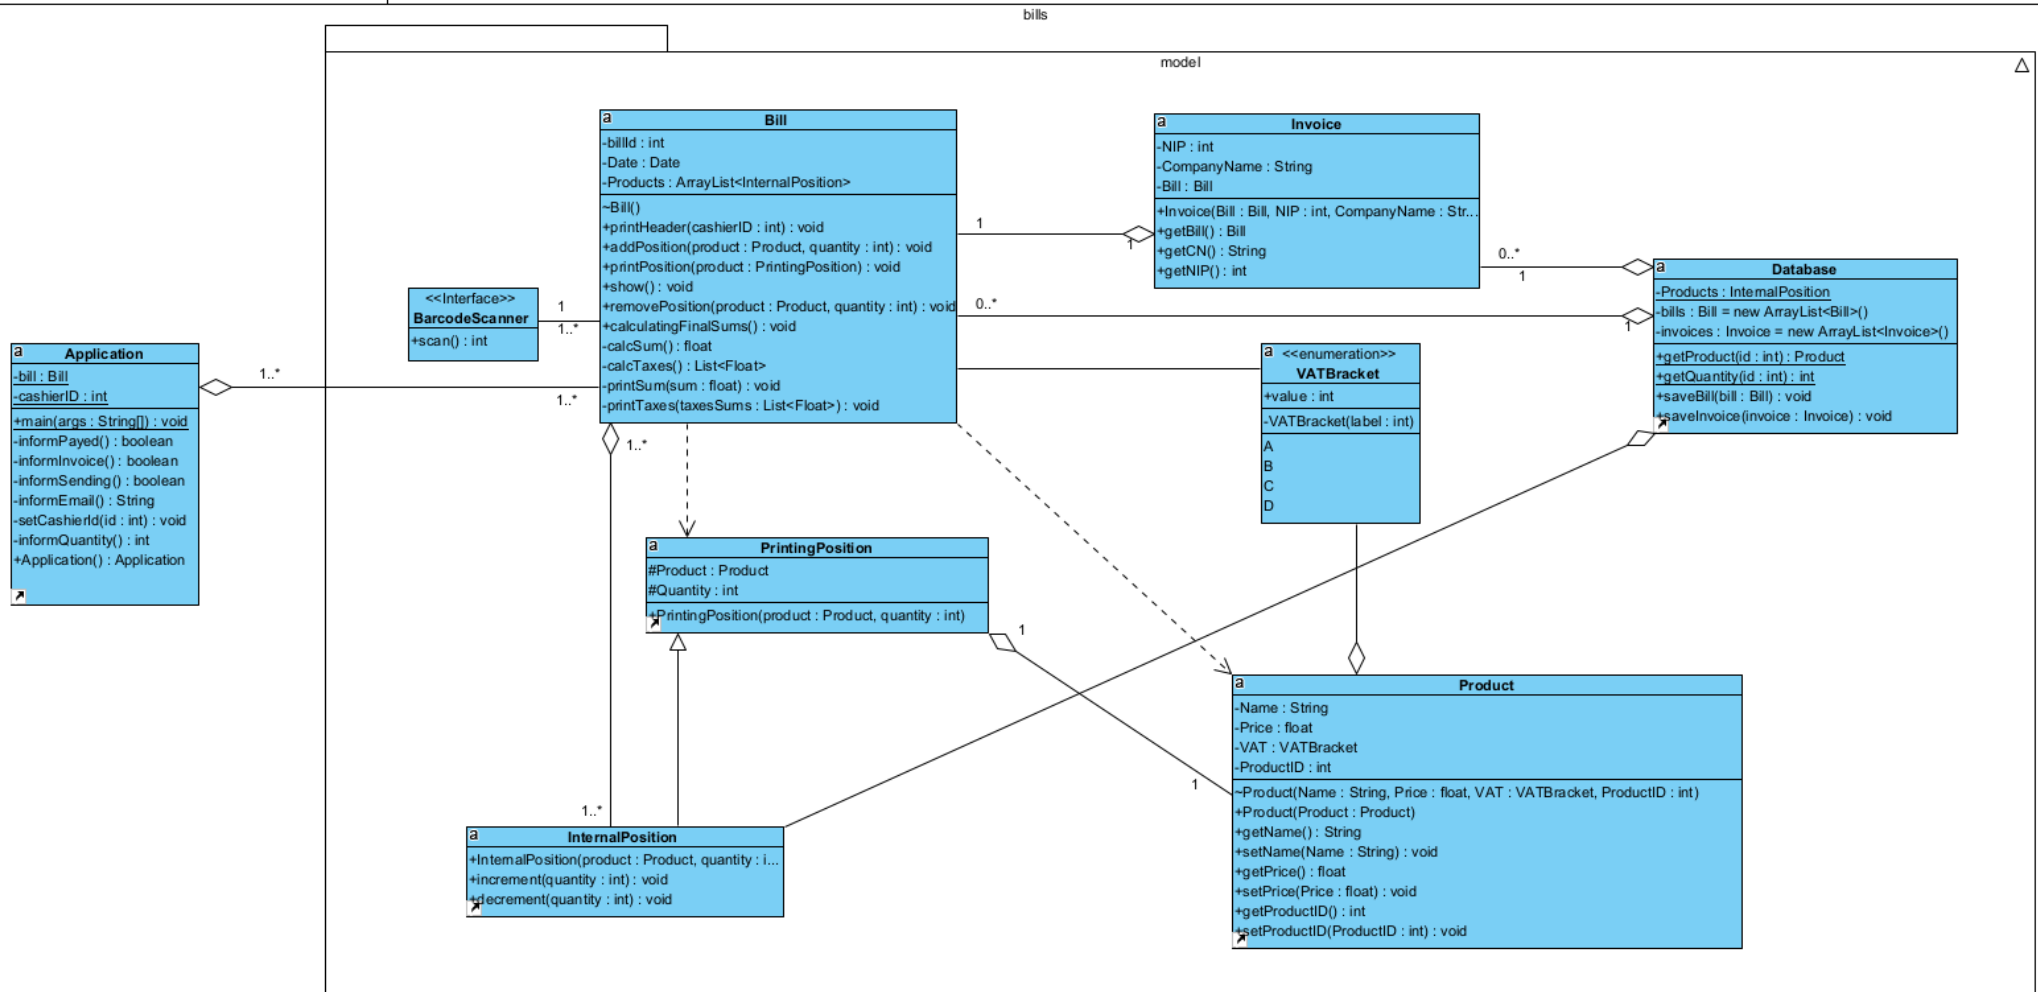 bills
model
Bill
-billId : int
-Date : Date
-Products : ArrayList<InternalPosition>
~Bill()
+printHeader(cashierID : int) : void
+addPosition(product : Product, quantity : int) : void
+printPosition(product : PrintingPosition) : void
+show() : void
+removePosition(product : Product, quantity : int) : void
+calculatingFinalSums() : void
-calcSum() : float
-calcTaxes() : List<Float>
-printSum(sum : float) : void
-printTaxes(taxesSums : List<Float>) : void
Invoice
-NIP : int
-CompanyName : String
-Bill : Bill
+Invoice(Bill : Bill, NIP : int, CompanyName : Str...
+getBill() : Bill
+getCN() : String
+getNIP() : int
1
1
0..*
1
Database
-Products : InternalPosition
-bills : Bill = new ArrayList<Bill>()
-invoices : Invoice = new ArrayList<Invoice>()
+getProduct(id : int) : Product
+getQuantity(id : int) : int
+saveBill(bill : Bill) : void
+saveInvoice(invoice : Invoice) : void
0..*
1
<<Interface>>
BarcodeScanner
+scan() : int
1
1..*
Application
-bill : Bill
-cashierID : int
+main(args : String[]) : void
-informPayed() : boolean
-informInvoice() : boolean
-informSending() : boolean
-informEmail() : String
-setCashierId(id : int) : void
-informQuantity() : int
+Application() : Application
1..*
1..*
<<enumeration>>
VATBracket
+value : int
-VATBracket(label : int)
A
B
C
D
1..*
PrintingPosition
#Product : Product
#Quantity : int
+PrintingPosition(product : Product, quantity : int)
1
1
Product
-Name : String
-Price : float
-VAT : VATBracket
-ProductID : int
~Product(Name : String, Price : float, VAT : VATBracket, ProductID : int)
+Product(Product : Product)
+getName() : String
+setName(Name : String) : void
+getPrice() : float
+setPrice(Price : float) : void
+getProductID() : int
+setProductID(ProductID : int) : void
1..*
InternalPosition
+InternalPosition(product : Product, quantity : i...
+increment(quantity : int) : void
+decrement(quantity : int) : void